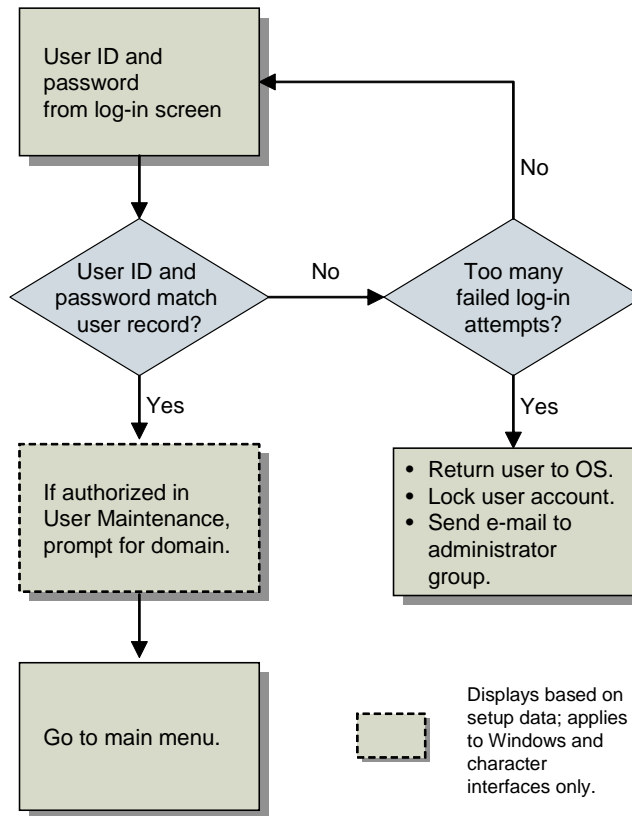 User ID and
password
from log-in screen
No
User ID and
password match
user record?
No
Too many
failed log-in
attempts?
Yes
Yes
If authorized in
User Maintenance,
prompt for domain.
• Return user to OS.
• Lock user account.
• Send e-mail to
administrator
group.
Go to main menu.
Displays based on
setup data; applies
to Windows and
character
interfaces only.